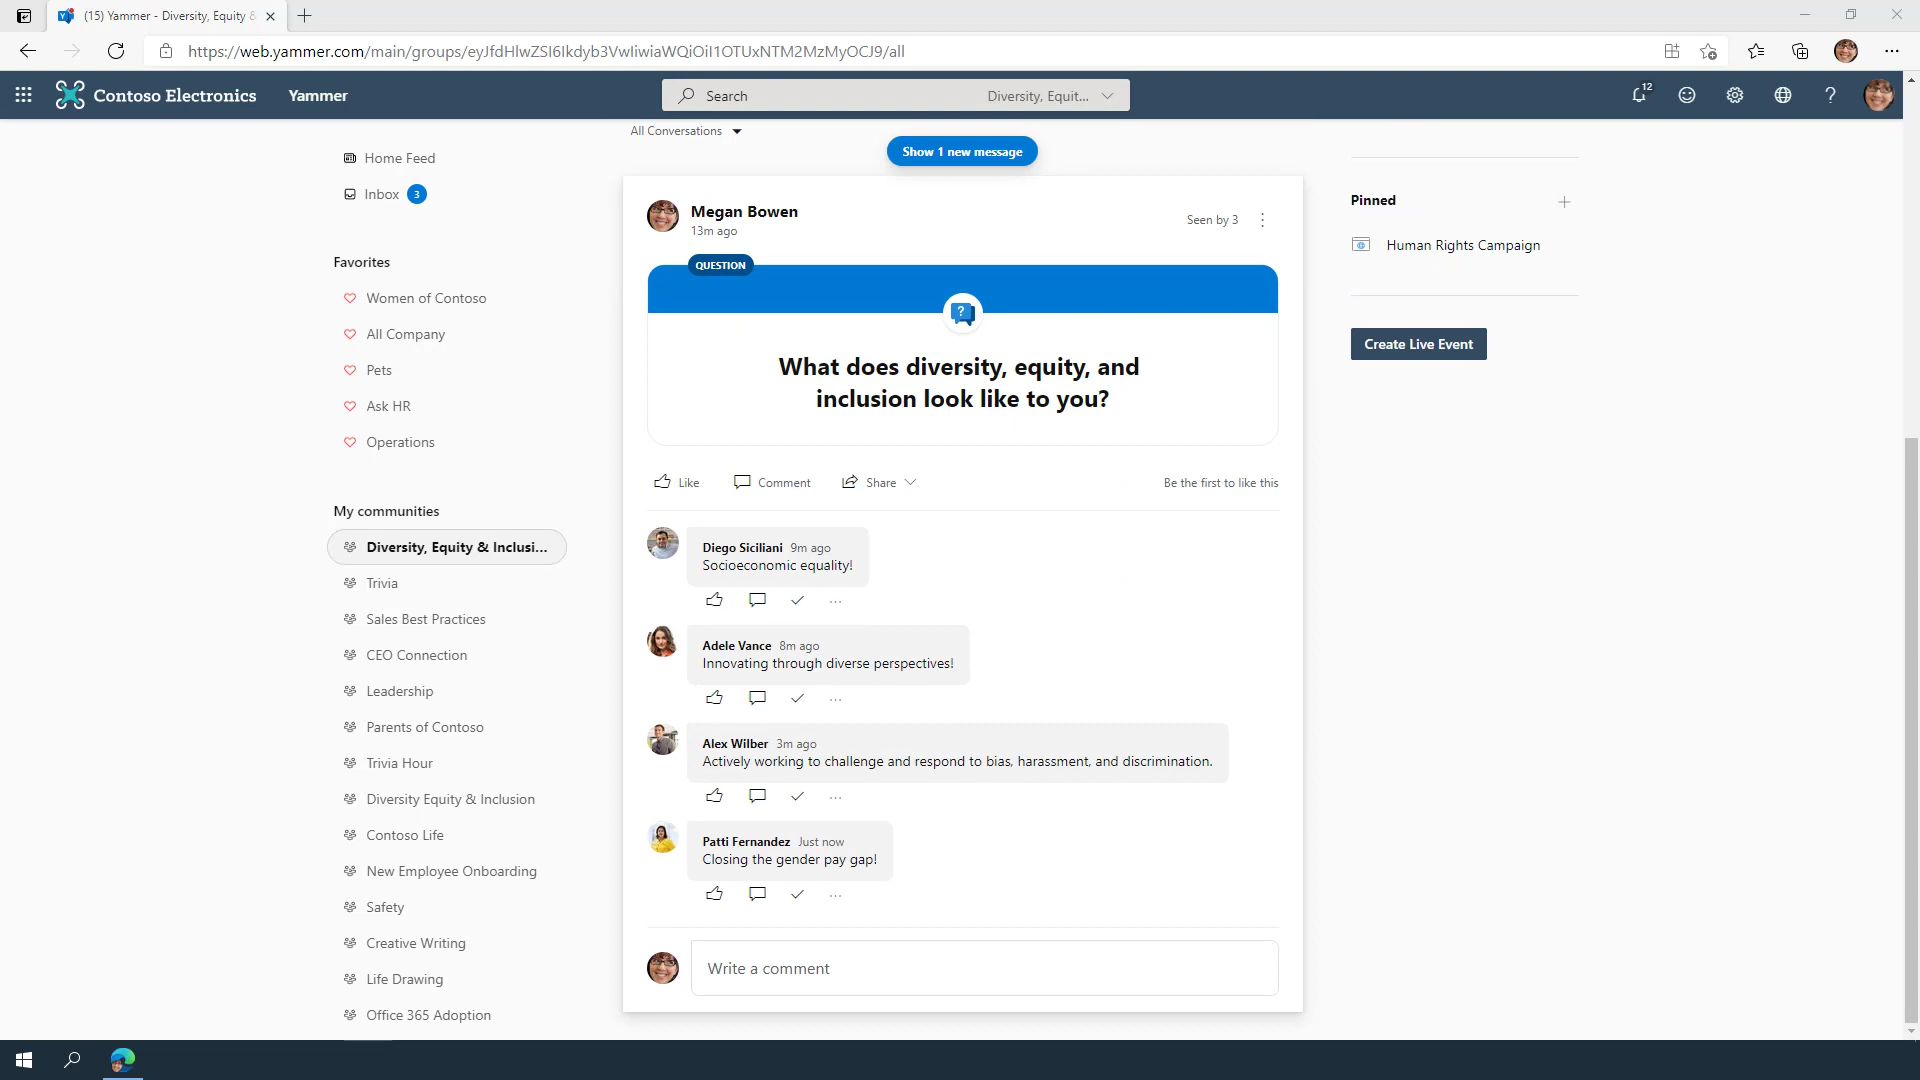 (15) Yammer - Diversity, Equity &
https://web.yammer.com/main/groups/eyJfdHlwZSI6Ikdyb3VwIiwiaWQiOiI1OTUxNTM2MzMyOCJ9/all
Contoso Electronics
Yammer
Search
Diversity, Equit...
12
?
Home Feed
Inbox 3
Favorites
Women of Contoso
All Company
Pets
Ask HR
Operations
My communities
Diversity, Equity & Inclusi...
Trivia
Sales Best Practices
CEO Connection
Leadership
Parents of Contoso
Trivia Hour
Diversity Equity & Inclusion
Contoso Life
New Employee Onboarding
Safety
Creative Writing
Life Drawing
Office 365 Adoption
All Conversations
Show 1 new message
Megan Bowen
13m ago
Seen by 3
QUESTION
?
What does diversity, equity, and
inclusion look like to you?
Like
Comment
Share
Be the first to like this
Diego Siciliani 9m ago
Socioeconomic equality!
Adele Vance 8m ago
Innovating through diverse perspectives!
Alex Wilber 3m ago
Actively working to challenge and respond to bias, harassment, and discrimination.
Patti Fernandez Just now
Closing the gender pay gap!
Write a comment
Pinned
Human Rights Campaign
Create Live Event